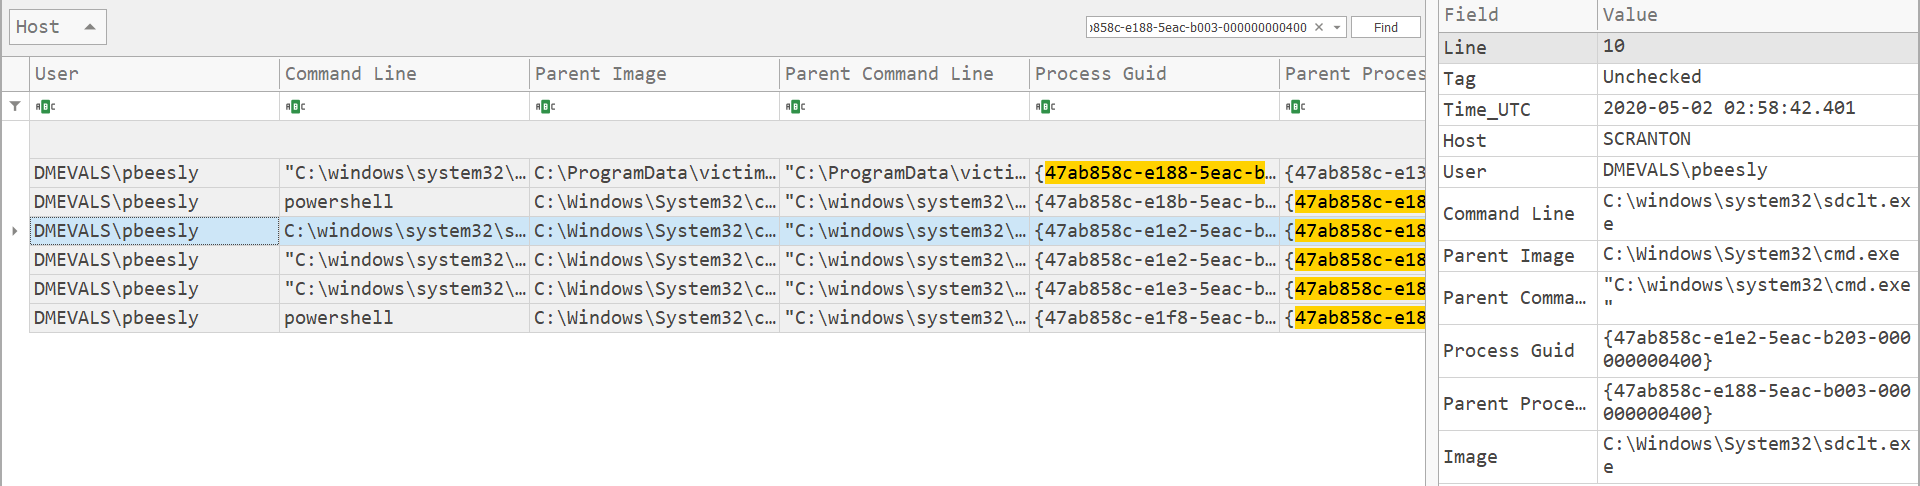 Host
858c-e188-5eac-b003-000000000400
Find
User Command Line Parent Image Parent Command Line Process Guid Parent Proces
ABC ABC ABC ABC ABC ABC
DMEVALS\pbeesly "C:\windows\system32\... C:\ProgramData\victim... "C:\ProgramData\victi... {47ab858c-e188-5eac-b... {47ab858c-e13
DMEVALS\pbeesly powershell C:\Windows\System32\c... "C:\windows\system32\... {47ab858c-e18b-5eac-b... {47ab858c-e18
DMEVALS\pbeesly C:\windows\system32\s... C:\Windows\System32\c... "C:\windows\system32\... {47ab858c-e1e2-5eac-b... {47ab858c-e18
DMEVALS\pbeesly "C:\windows\system32\... C:\Windows\System32\c... "C:\windows\system32\... {47ab858c-e1e2-5eac-b... {47ab858c-e18
DMEVALS\pbeesly "C:\windows\system32\... C:\Windows\System32\c... "C:\windows\system32\... {47ab858c-e1e3-5eac-b... {47ab858c-e18
DMEVALS\pbeesly powershell C:\Windows\System32\c... "C:\windows\system32\... {47ab858c-e1f8-5eac-b... {47ab858c-e18
Field Value
Line 10
Tag Unchecked
Time_UTC 2020-05-02 02:58:42.401
Host SCRANTON
User DMEVALS\pbeesly
Command Line C:\windows\system32\sdclt.ex
e
Parent Image C:\Windows\System32\cmd.exe
Parent Comma... "C:\windows\system32\cmd.exe
"
Process Guid {47ab858c-e1e2-5eac-b203-000
000000400}
Parent Proce... {47ab858c-e188-5eac-b003-000
000000400}
Image C:\Windows\System32\sdclt.ex
e